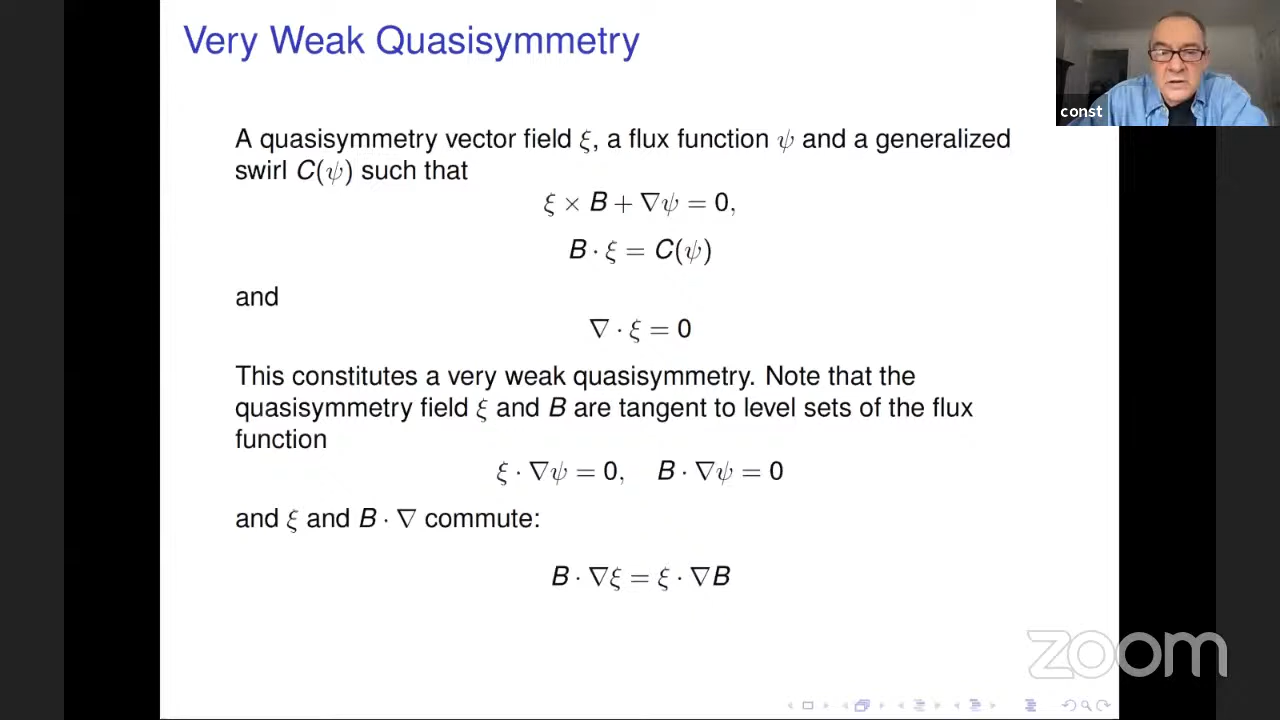 Very Weak Quasisymmetry
const
A quasisymmetry vector field ξ, a flux function ψ and a generalized
swirl C(ψ) such that
ξ × B + ∇ψ = 0,
B · ξ = C(ψ)
and
∇ · ξ = 0
This constitutes a very weak quasisymmetry. Note that the
quasisymmetry field ξ and B are tangent to level sets of the flux
function
ξ · ∇ψ = 0, B · ∇ψ = 0
and ξ and B · ∇ commute:
B · ∇ξ = ξ · ∇B
zoom